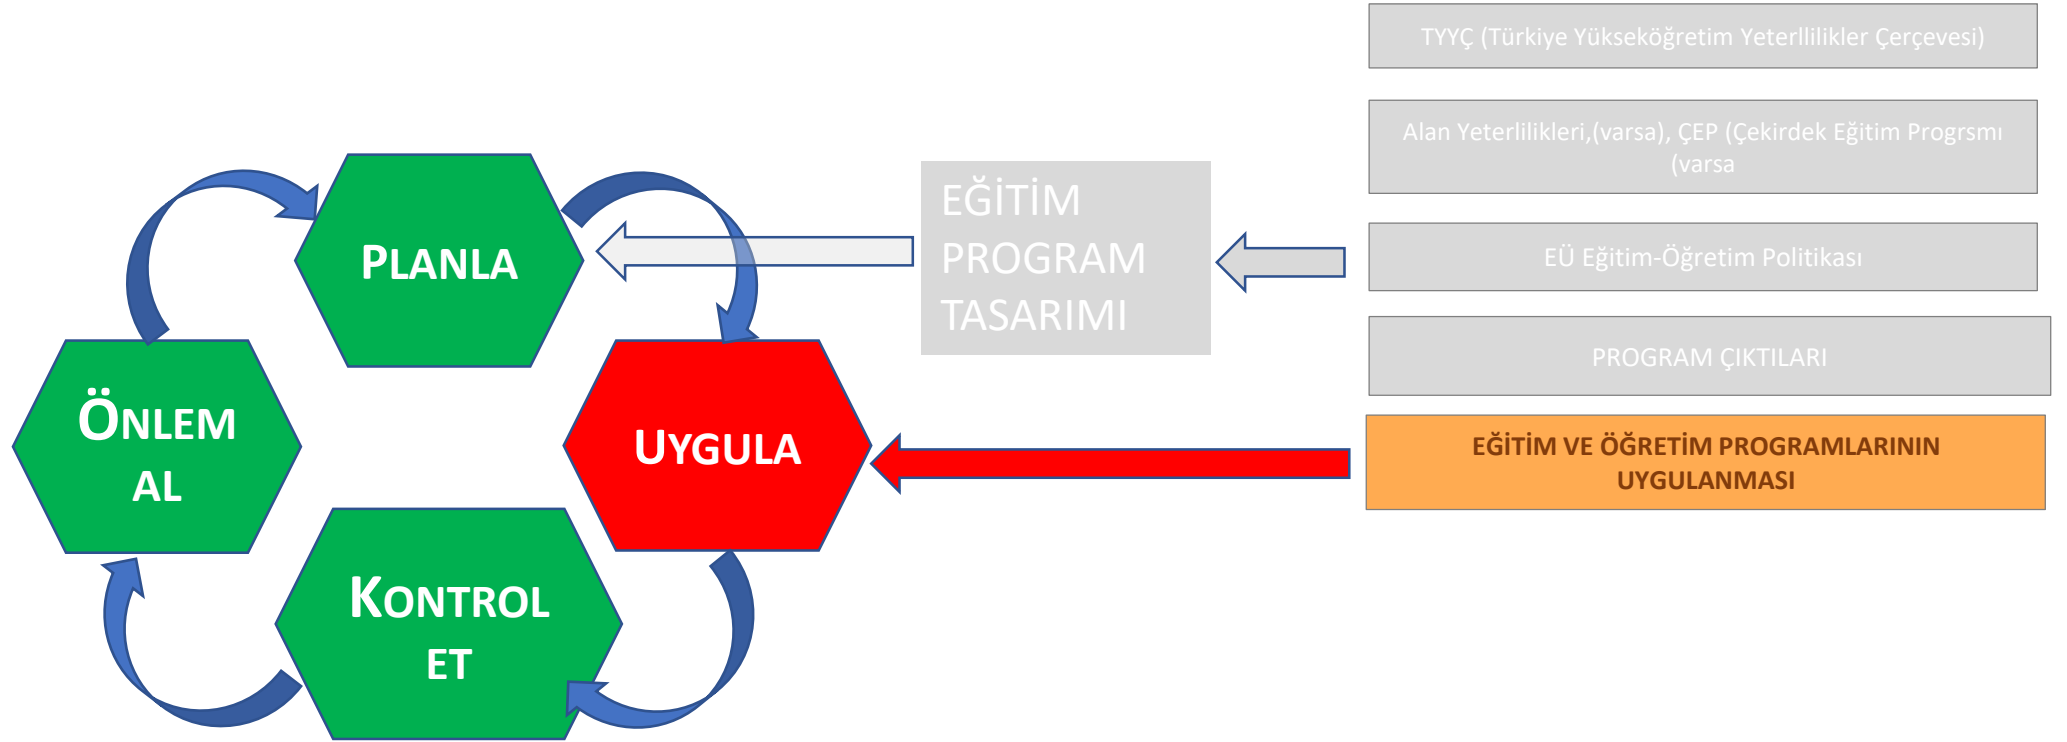 TYYÇ (Türkiye Yükseköğretim Yeterllilikler Çerçevesi)
Alan Yeterlilikleri,(varsa), ÇEP (Çekirdek Eğitim Progrsmı
(varsa
EÜ Eğitim-Öğretim Politikası
PROGRAM ÇIKTILARI
EĞİTİM VE ÖĞRETİM PROGRAMLARININ
UYGULANMASI
EĞİTİM
PROGRAM
TASARIMI
PLANLA
UYGULA
KONTROL
ET
ÖNLEM
AL